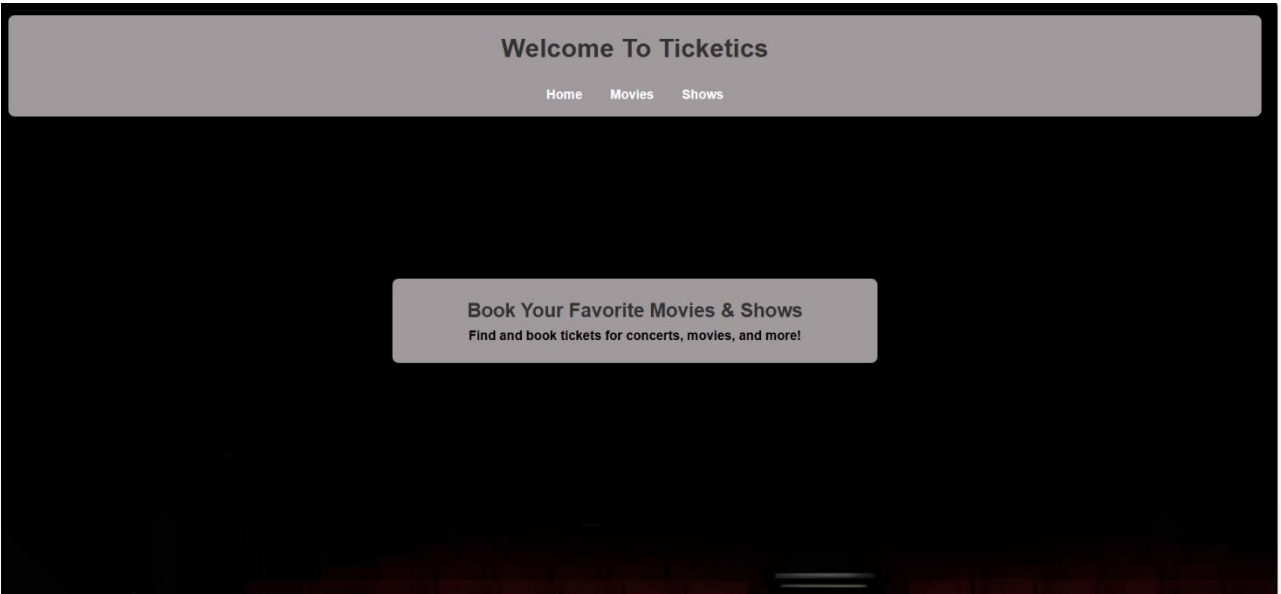 Welcome To Ticketics
Home Movies Shows
Book Your Favorite Movies & Shows
Find and book tickets for concerts, movies, and more!